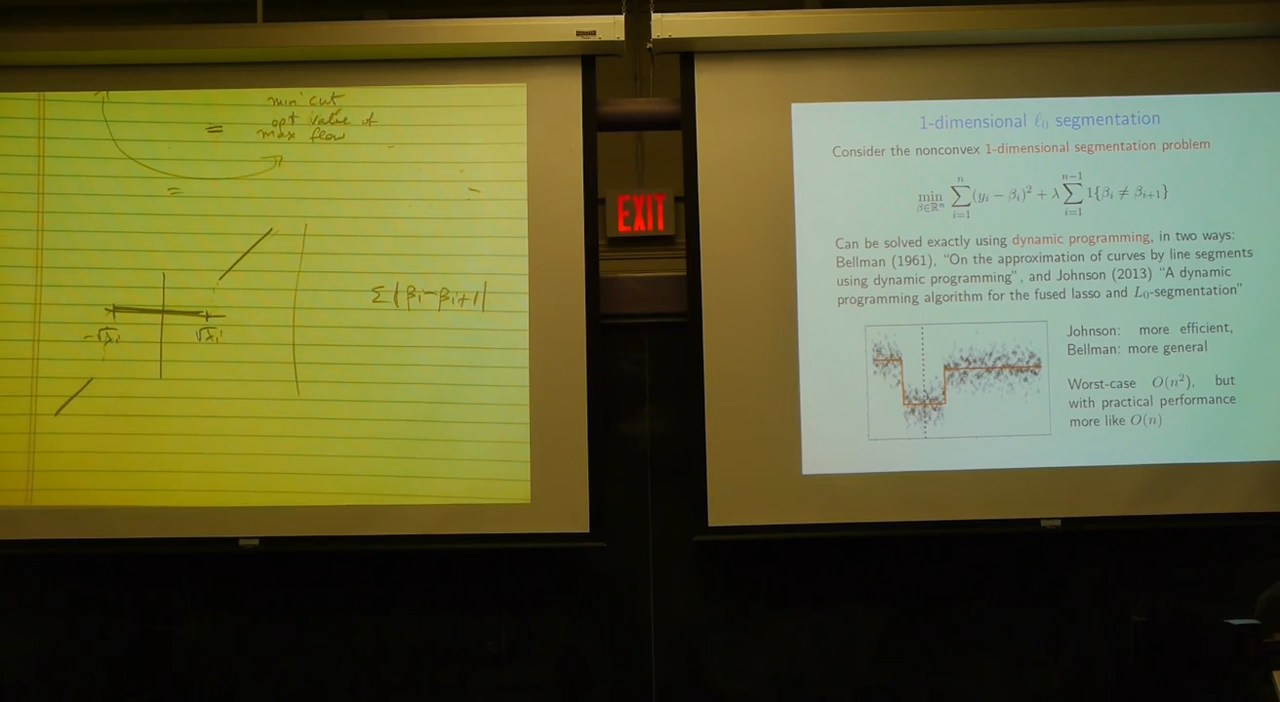 min cut
= opt value of
max flow
=
-√λ √λ
Σ|βi-βi+1|
EXIT
1-dimensional ℓ0 segmentation
Consider the nonconvex 1-dimensional segmentation problem
min β∈ℝⁿ Σ i=1 n (yi − βi)² + λ Σ i=1 n−1 1{βi ≠ βi+1}
Can be solved exactly using dynamic programming, in two ways:
Bellman (1961), "On the approximation of curves by line segments
using dynamic programming", and Johnson (2013) "A dynamic
programming algorithm for the fused lasso and L0-segmentation"
Johnson: more efficient,
Bellman: more general
Worst-case O(n²), but
with practical performance
more like O(n)